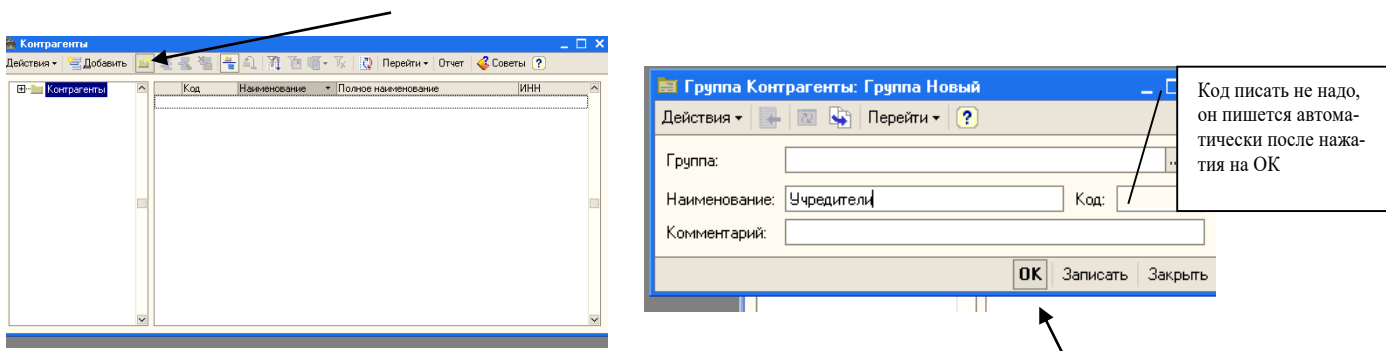 Контрагенты
Действия Добавить Перейти Отчет Советы ?
Контрагенты
Код Наименование Полное наименование ИНН
Группа Контрагенты: Группа Новый
Действия Перейти ?
Группа: ...
Наименование: Учредители Код:
Комментарий:
OK Записать Закрыть
Код писать не надо,
он пишется автома-
тически после нажа-
тия на ОК